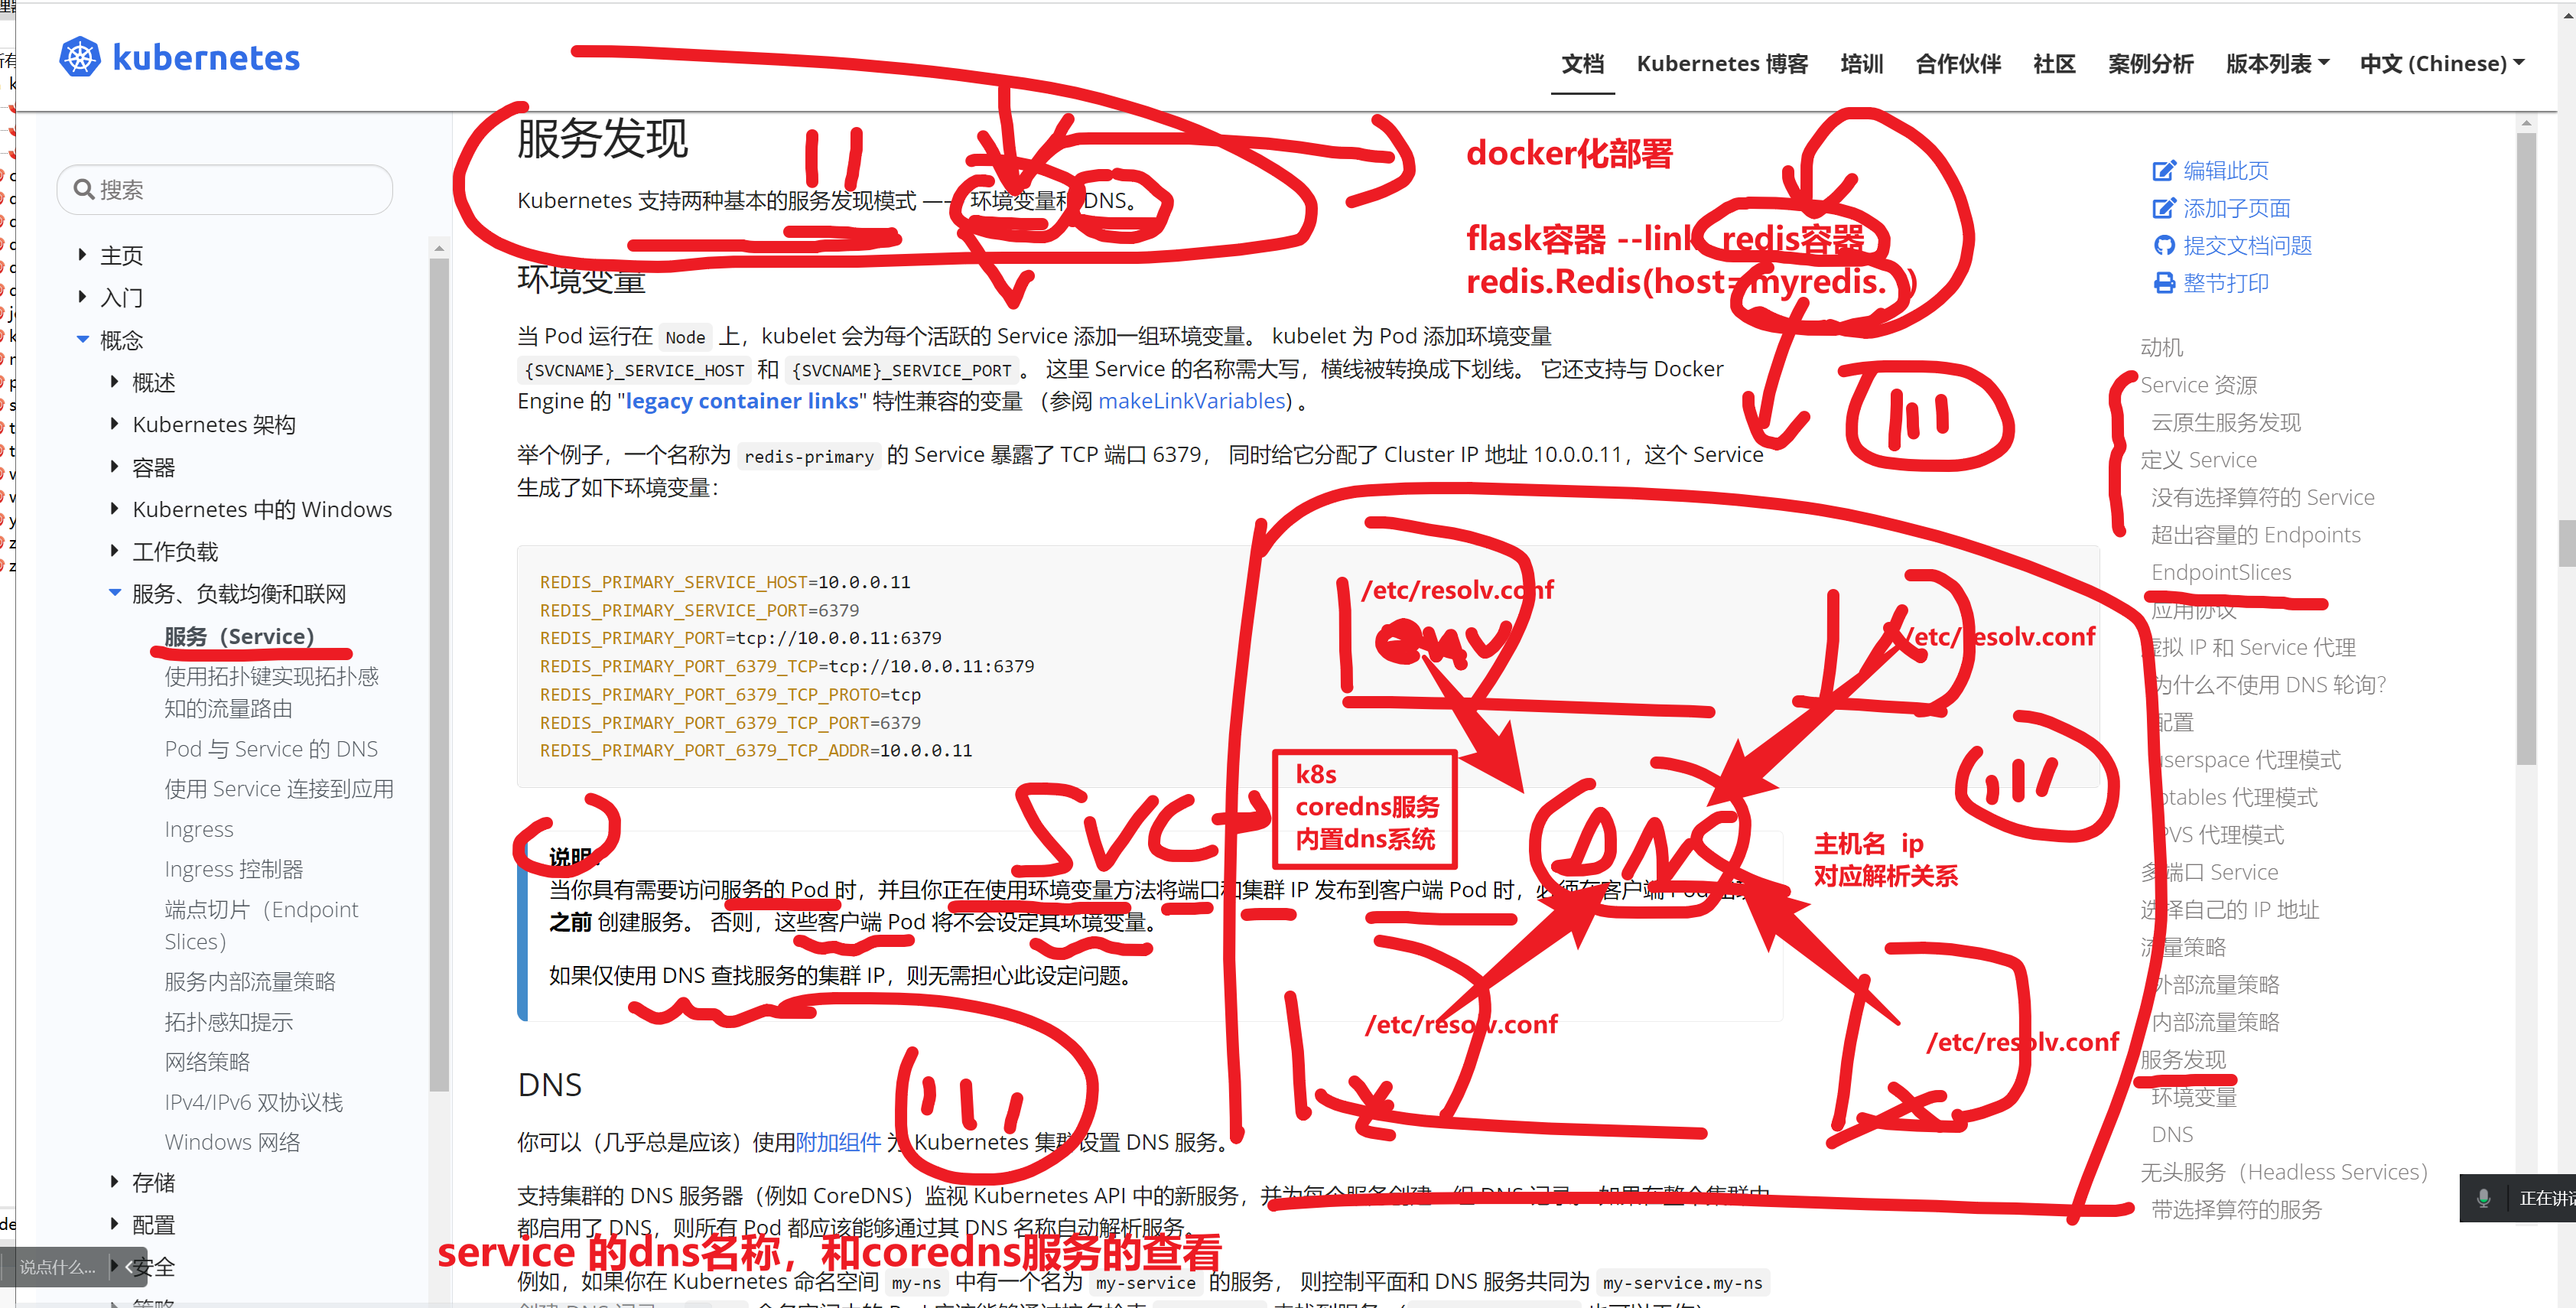 kubernetes
文档
Kubernetes 博客
培训
合作伙伴
社区
案例分析
版本列表
中文 (Chinese)
搜索
主页
入门
概念
概述
Kubernetes 架构
容器
Kubernetes 中的 Windows
工作负载
服务、负载均衡和联网
服务（Service）
使用拓扑键实现拓扑感
知的流量路由
Pod 与 Service 的 DNS
使用 Service 连接到应用
Ingress
Ingress 控制器
端点切片（Endpoint
Slices）
服务内部流量策略
拓扑感知提示
网络策略
IPv4/IPv6 双协议栈
Windows 网络
存储
配置
安全
说点什么...
服务发现
Kubernetes 支持两种基本的服务发现模式 —— 环境变量和 DNS。
环境变量
当 Pod 运行在 Node 上，kubelet 会为每个活跃的 Service 添加一组环境变量。 kubelet 为 Pod 添加环境变量
{SVCNAME}_SERVICE_HOST 和 {SVCNAME}_SERVICE_PORT 。 这里 Service 的名称需大写，横线被转换成下划线。 它还支持与 Docker
Engine 的 "legacy container links" 特性兼容的变量 （参阅 makeLinkVariables) 。
举个例子，一个名称为 redis-primary 的 Service 暴露了 TCP 端口 6379， 同时给它分配了 Cluster IP 地址 10.0.0.11，这个 Service
生成了如下环境变量：
REDIS_PRIMARY_SERVICE_HOST=10.0.0.11
REDIS_PRIMARY_SERVICE_PORT=6379
REDIS_PRIMARY_PORT=tcp://10.0.0.11:6379
REDIS_PRIMARY_PORT_6379_TCP=tcp://10.0.0.11:6379
REDIS_PRIMARY_PORT_6379_TCP_PROTO=tcp
REDIS_PRIMARY_PORT_6379_TCP_PORT=6379
REDIS_PRIMARY_PORT_6379_TCP_ADDR=10.0.0.11
说明：
当你具有需要访问服务的 Pod 时，并且你正在使用环境变量方法将端口和集群 IP 发布到客户端 Pod 时，必须在客户端 Pod
之前 创建服务。 否则，这些客户端 Pod 将不会设定其环境变量。
如果仅使用 DNS 查找服务的集群 IP，则无需担心此设定问题。
DNS
你可以（几乎总是应该）使用附加组件 为 Kubernetes 集群设置 DNS 服务。
支持集群的 DNS 服务器（例如 CoreDNS）监视 Kubernetes API 中的新服务，并为每个服务创建一组 DNS 记录。 如果在整个集群中
都启用了 DNS，则所有 Pod 都应该能够通过其 DNS 名称自动解析服务。
service 的dns名称，和coredns服务的查看
例如，如果你在 Kubernetes 命名空间 my-ns 中有一个名为 my-service 的服务， 则控制平面和 DNS 服务共同为 my-service.my-ns
docker化部署
flask容器 --link redis容器
redis.Redis(host=myredis. )
/etc/resolv.conf
/etc/resolv.conf
svc
k8s
coredns服务
内置dns系统
主机名 ip
对应解析关系
/etc/resolv.conf
/etc/resolv.conf
编辑此页
添加子页面
提交文档问题
整节打印
动机
Service 资源
云原生服务发现
定义 Service
没有选择算符的 Service
超出容量的 Endpoints
EndpointSlices
应用协议
虚拟 IP 和 Service 代理
为什么不使用 DNS 轮询?
配置
userspace 代理模式
iptables 代理模式
IPVS 代理模式
多端口 Service
选择自己的 IP 地址
流量策略
外部流量策略
内部流量策略
服务发现
环境变量
DNS
无头服务（Headless Services）
带选择算符的服务